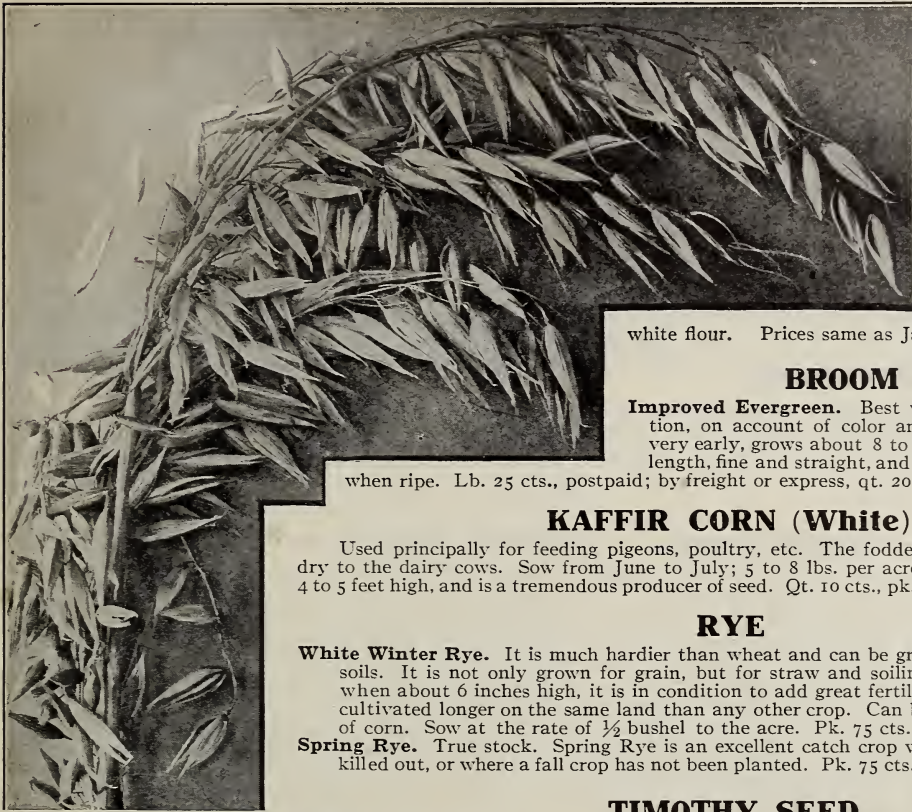 white flour. Prices same as
BROOM
Improved Evergreen. Best
tion, on account of color
very early, grows about 8 to
length, fine and straight, and
when ripe. Lb. 25 cts., postpaid; by freight or express, qt. 20
KAFFIR CORN (White)
Used principally for feeding pigeons, poultry, etc. The
dry to the dairy cows. Sow from June to July; 5 to 8 lbs. per
4 to 5 feet high, and is a tremendous producer of seed. Qt. 10 cts., pk.
RYE
White Winter Rye. It is much hardier than wheat and can be
soils. It is not only grown for grain, but for straw and
when about 6 inches high, it is in condition to add great
cultivated longer on the same land than any other crop. Can
of corn. Sow at the rate of ½ bushel to the acre. Pk. 75 cts.
Spring Rye. True stock. Spring Rye is an excellent catch crop
killed out, or where a fall crop has not been planted. Pk. 75 cts.
TIMOTHY SEED